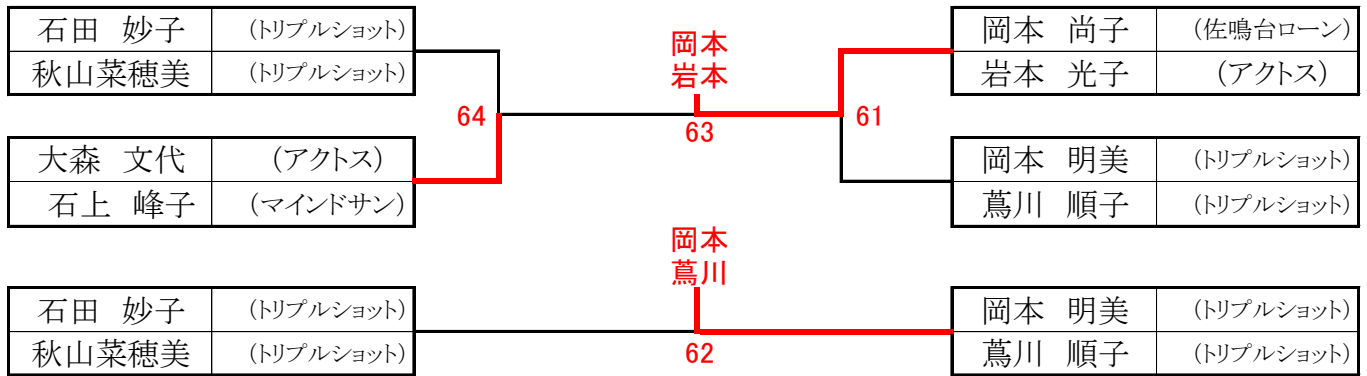 石田 妙子 (トリプルショット)
秋山菜穂美 (トリプルショット)
大森 文代 (アクトス)
石上 峰子 (マインドサン)
64
岡本
岩本
63
岡本 尚子 (佐鳴台ローン)
岩本 光子 (アクトス)
61
岡本 明美 (トリプルショット)
蔦川 順子 (トリプルショット)
石田 妙子 (トリプルショット)
秋山菜穂美 (トリプルショット)
岡本
蔦川
62
岡本 明美 (トリプルショット)
蔦川 順子 (トリプルショット)